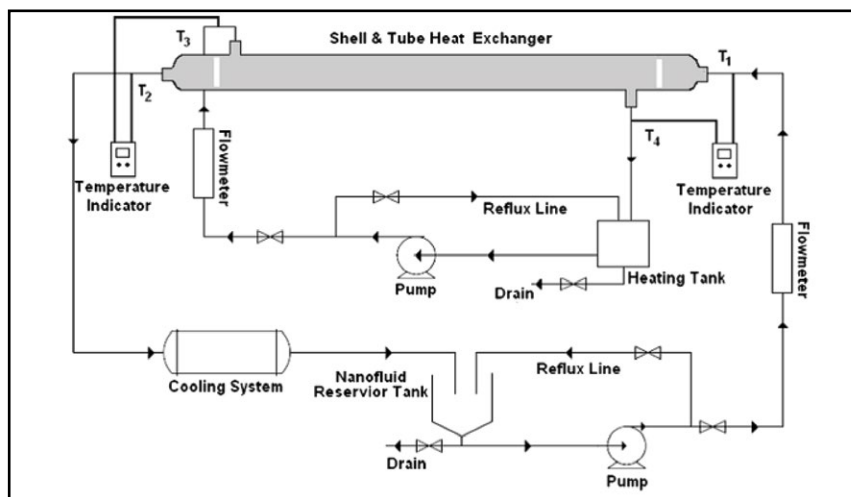 Shell & Tube Heat Exchanger
T3
T1
T2
T4
Flowmeter
Temperature
Indicator
Temperature
Indicator
Reflux Line
Flowmeter
Pump
Drain
Heating Tank
Cooling System
Nanofluid
Reservior Tank
Reflux Line
Drain
Pump